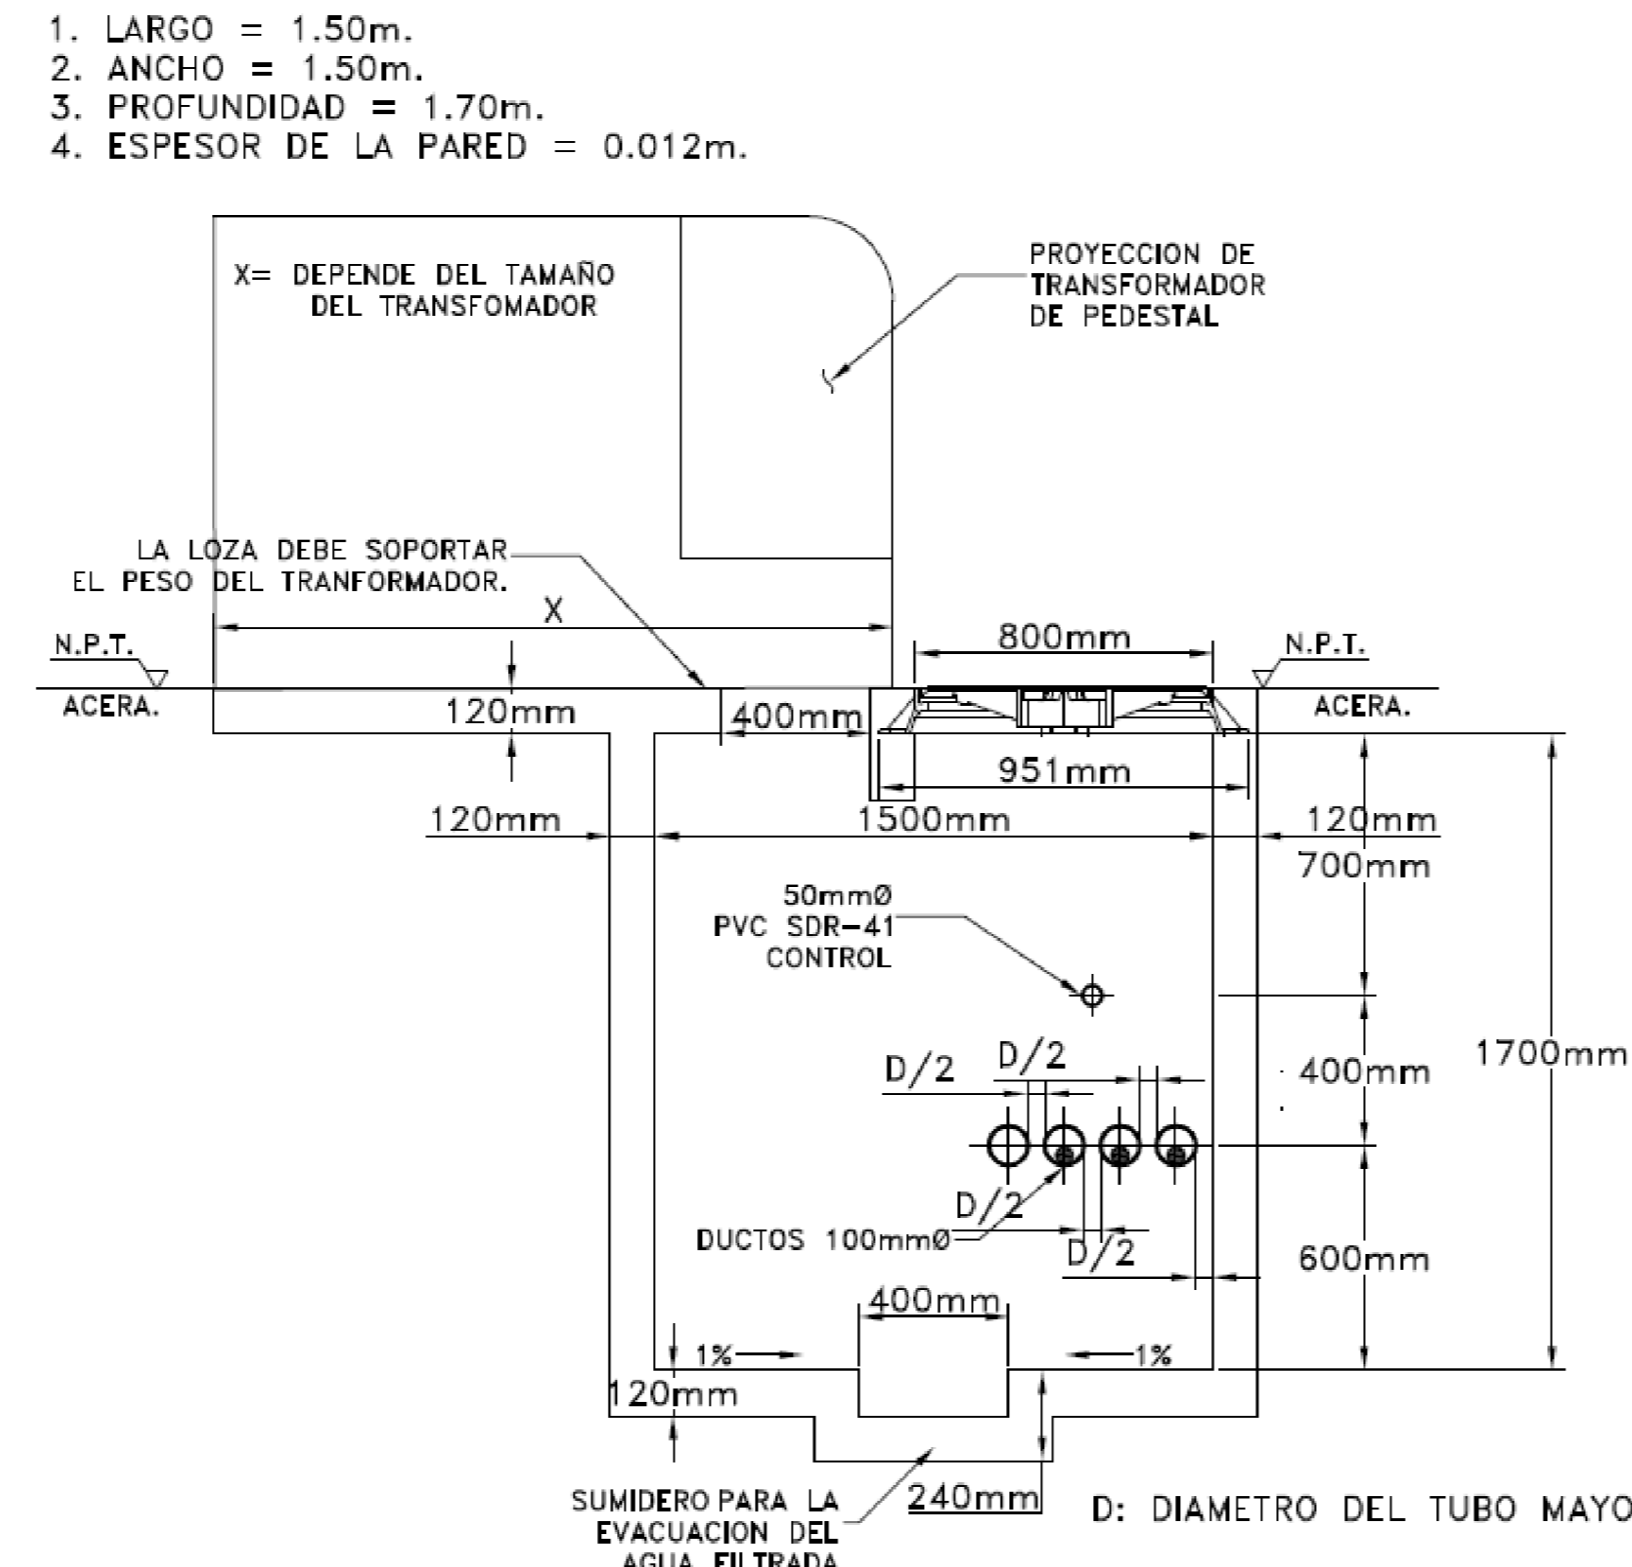 1. LARGO = 1.50m.
2. ANCHO = 1.50m.
3. PROFUNDIDAD = 1.70m.
4. ESPESOR DE LA PARED = 0.012m.
X= DEPENDE DEL TAMAÑO
DEL TRANSFOMADOR
PROYECCION DE
TRANSFORMADOR
DE PEDESTAL
LA LOZA DEBE SOPORTAR
EL PESO DEL TRANFORMADOR.
X
N.P.T.
800mm
N.P.T.
ACERA.
120mm
400mm
ACERA.
951mm
120mm
1500mm
120mm
700mm
50mmØ
PVC SDR-41
CONTROL
D/2
D/2
400mm
1700mm
D/2
DUCTOS 100mmØ
D/2
600mm
400mm
1%
1%
120mm
240mm
SUMIDERO PARA LA
EVACUACION DEL
AGUA FILTRADA
D: DIAMETRO DEL TUBO MAYO